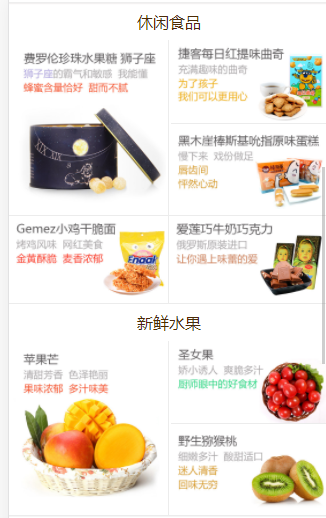 休闲食品
费罗伦珍珠水果糖 狮子座
狮子座的霸气和敏感 我能懂
蜂蜜含量恰好 甜而不腻
捷客每日红提味曲奇
充满趣味的曲奇
为了孩子
我们可以更用心
黑木崖棒斯基吮指原味蛋糕
慢下来 戏份做足
唇齿间
怦然心动
Gemez小鸡干脆面
烤鸡风味 网红美食
金黄酥脆 麦香浓郁
Enaak
爱莲巧牛奶巧克力
俄罗斯原装进口
让你遇上味蕾的爱
新鲜水果
苹果芒
清甜芳香 色泽艳丽
果味浓郁 多汁味美
圣女果
娇小诱人 爽脆多汁
厨师眼中的好食材
野生猕猴桃
细嫩多汁 酸甜适口
迷人清香
回味无穷